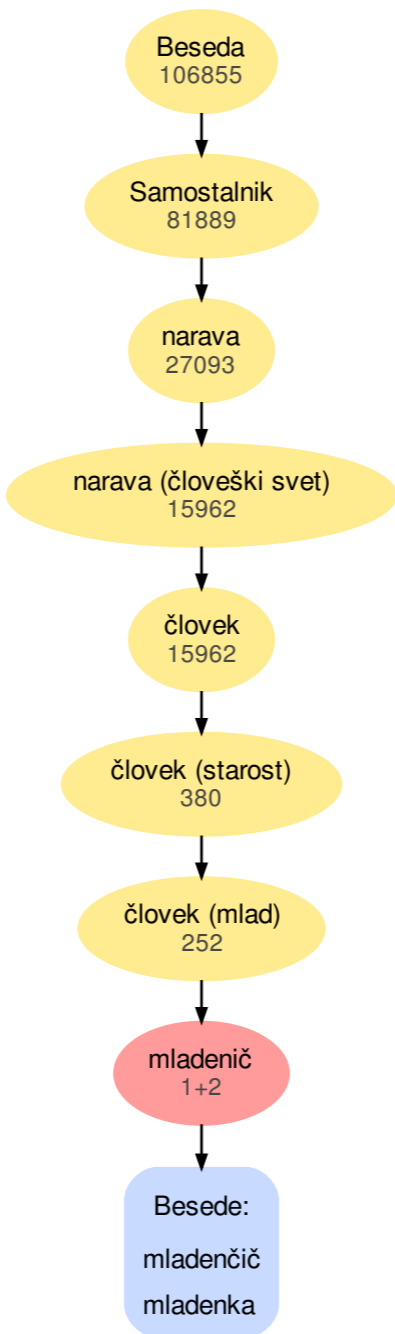 Beseda
106855
Samostalnik
81889
narava
27093
narava (človeški svet)
15962
človek
15962
človek (starost)
380
človek (mlad)
252
mladenič
1+2
Besede:
mladenčič
mladenka